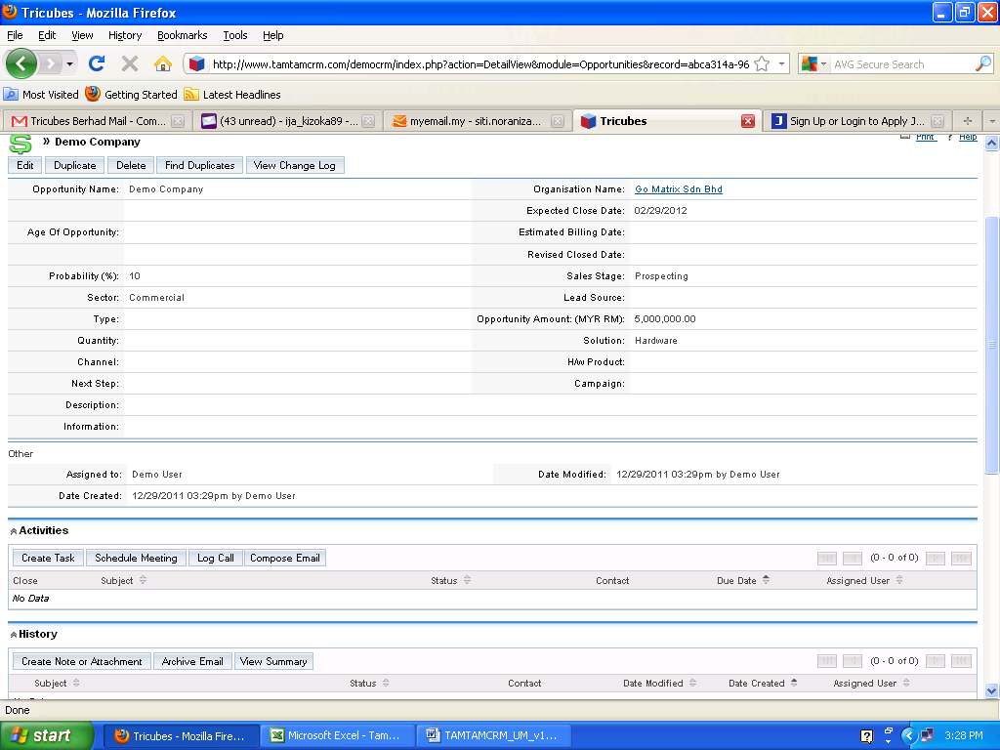 Tricubes - Mozilla Firefox
File Edit View History Bookmarks Tools Help
http://www.tamtamcrm.com/democrm/index.php?action=DetailView&module=Opportunities&record=abca314a-96 AVG Secure Search
Most Visited Getting Started Latest Headlines
Tricubes Berhad Mail - Com... (43 unread) - ija_kizoka89 -... myemail.my - siti.noraniza... Tricubes Sign Up or Login to Apply J...
» Demo Company Print ? Help
Edit Duplicate Delete Find Duplicates View Change Log
Opportunity Name: Demo Company Organisation Name: Go Matrix Sdn Bhd
Expected Close Date: 02/29/2012
Age Of Opportunity: Estimated Billing Date:
Revised Closed Date:
Probability (%): 10 Sales Stage: Prospecting
Sector: Commercial Lead Source:
Type: Opportunity Amount: (MYR RM): 5,000,000.00
Quantity: Solution: Hardware
Channel: H/w Product:
Next Step: Campaign:
Description:
Information:
Other
Assigned to: Demo User Date Modified: 12/29/2011 03:29pm by Demo User
Date Created: 12/29/2011 03:29pm by Demo User
Activities
Create Task Schedule Meeting Log Call Compose Email (0 - 0 of 0)
Close Subject Status Contact Due Date Assigned User
No Data
History
Create Note or Attachment Archive Email View Summary (0 - 0 of 0)
Subject Status Contact Date Modified Date Created Assigned User
Done
start Tricubes - Mozilla Fire... Microsoft Excel - Tam... TAMTAMCRM_UM_v1... 3:28 PM